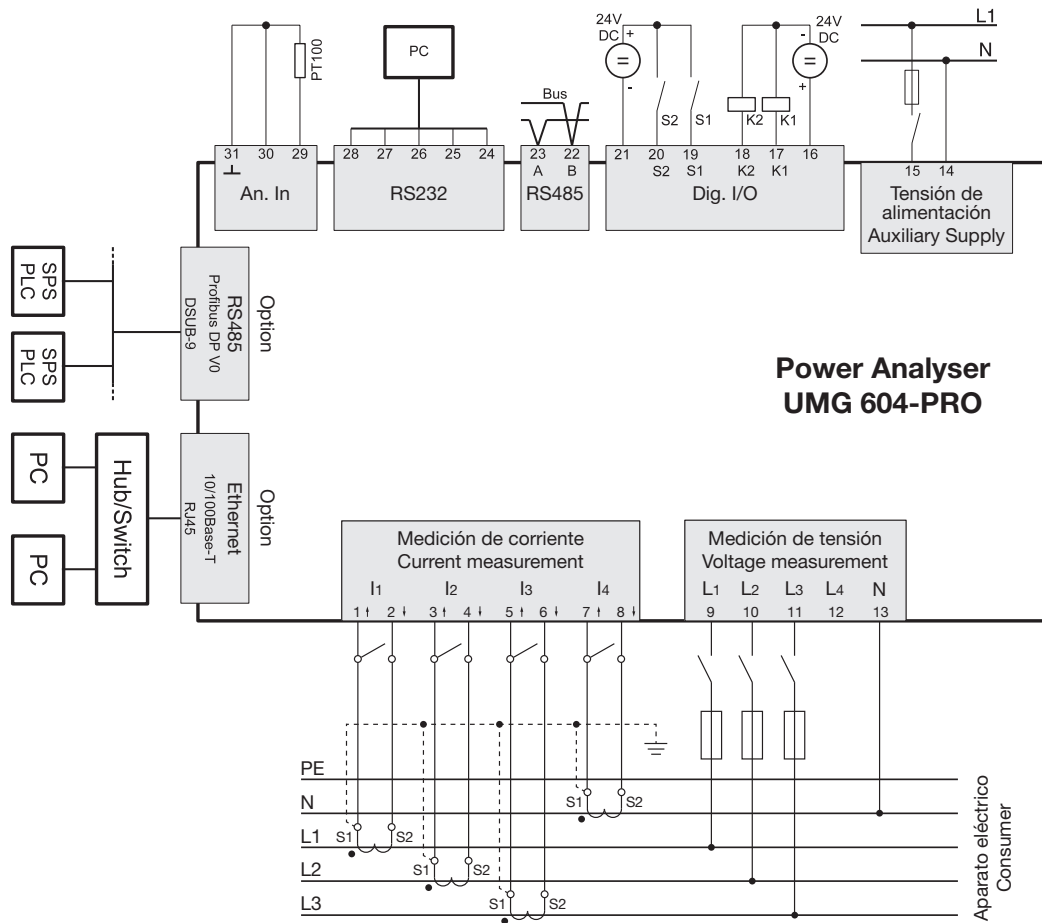 24V
DC
+
-
24V
DC
-
+
L1
N
PT100
PC
Bus
S2
S1
K2
K1
31
30
29
28
27
26
25
24
23
22
21
20
19
18
17
16
15
14
A
B
S2
S1
K2
K1
An. In
RS232
RS485
Dig. I/O
Tensión de
alimentación
Auxiliary Supply
SPS
PLC
SPS
PLC
RS485
Profibus DP V0
DSUB-9
Option
Power Analyser
UMG 604-PRO
PC
PC
Hub/Switch
Ethernet
10/100Base-T
RJ45
Option
Medición de corriente
Current measurement
I1
I2
I3
I4
1
2
3
4
5
6
7
8
Medición de tensión
Voltage measurement
L1
L2
L3
L4
N
9
10
11
12
13
PE
N
L1
L2
L3
S1
S2
S1
S2
S1
S2
S1
S2
Aparato eléctrico
Consumer